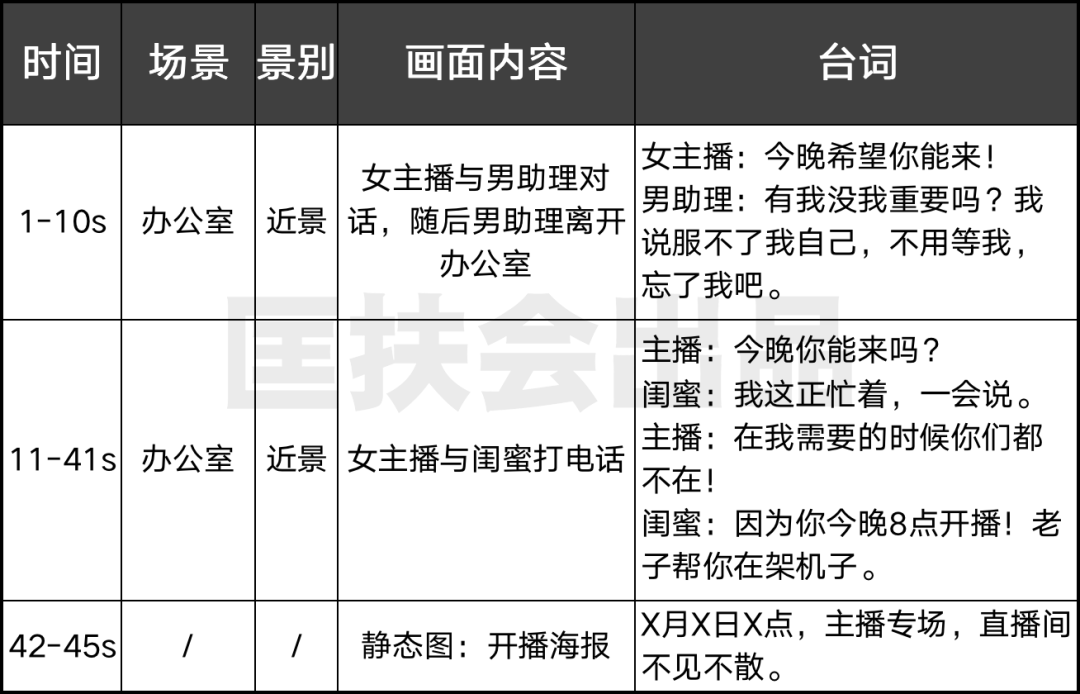 时间 场景 景别 画面内容 台词
1-10s 办公室 近景
女主播与男助理对
话，随后男助理离开
办公室
女主播：今晚希望你能来！
男助理：有我没我重要吗？我
说服不了我自己，不用等我，
忘了我吧。
11-41s 办公室 近景 女主播与闺蜜打电话
主播：今晚你能来吗？
闺蜜：我这正忙着，一会说。
主播：在我需要的时候你们都
不在！
闺蜜：因为你今晚8点开播！老
子帮你在架机子。
42-45s / / 静态图：开播海报
X月X日X点，主播专场，直播间
不见不散。
匡扶会出品